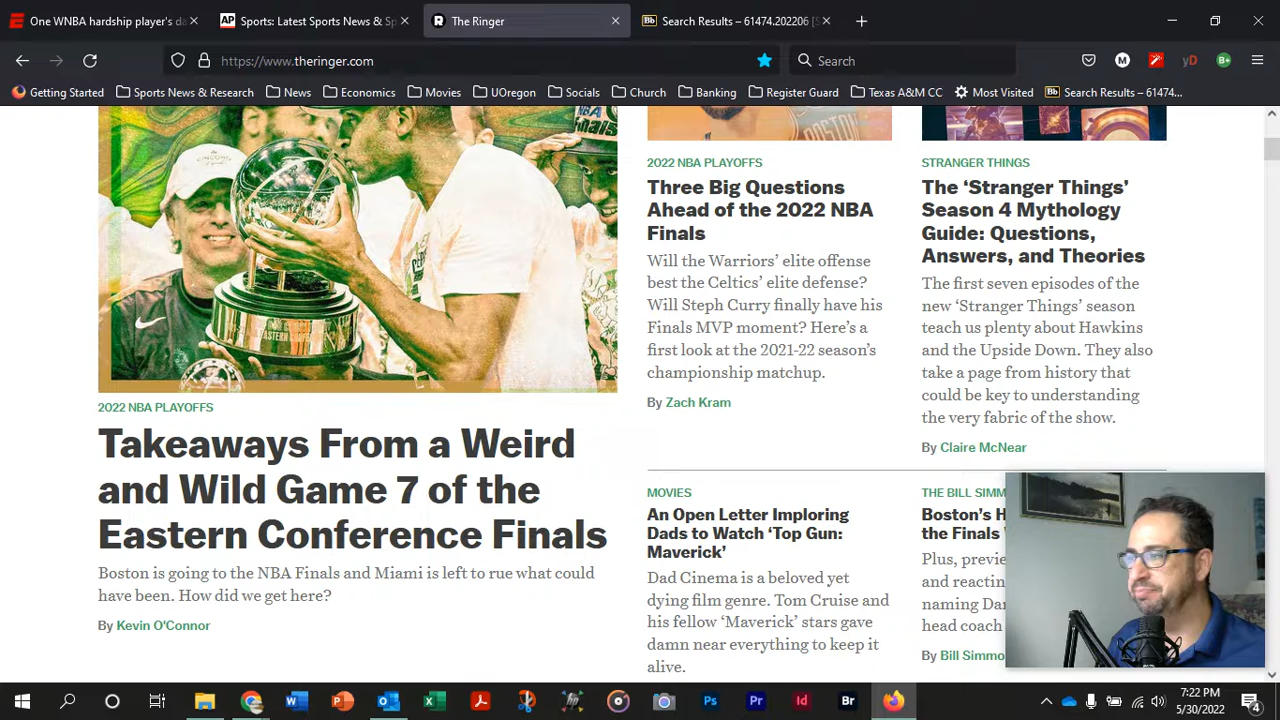 One WNBA hardship player's da
Sports: Latest Sports News & Sp
The Ringer
Search Results – 61474.202206 [S
https://www.theringer.com
Search
Getting Started
Sports News & Research
News
Economics
Movies
UOregon
Socials
Church
Banking
Register Guard
Texas A&M CC
Most Visited
Search Results – 61474...
2022 NBA PLAYOFFS
Takeaways From a Weird
and Wild Game 7 of the
Eastern Conference Finals
Boston is going to the NBA Finals and Miami is left to rue what could
have been. How did we get here?
By Kevin O'Connor
2022 NBA PLAYOFFS
Three Big Questions
Ahead of the 2022 NBA
Finals
Will the Warriors’ elite offense
best the Celtics’ elite defense?
Will Steph Curry finally have his
Finals MVP moment? Here’s a
first look at the 2021-22 season’s
championship matchup.
By Zach Kram
STRANGER THINGS
The ‘Stranger Things’
Season 4 Mythology
Guide: Questions,
Answers, and Theories
The first seven episodes of the
new ‘Stranger Things’ season
teach us plenty about Hawkins
and the Upside Down. They also
take a page from history that
could be key to understanding
the very fabric of the show.
By Claire McNear
MOVIES
An Open Letter Imploring
Dads to Watch ‘Top Gun:
Maverick’
Dad Cinema is a beloved yet
dying film genre. Tom Cruise and
his fellow ‘Maverick’ stars gave
damn near everything to keep it
alive.
THE BILL SIMM
Boston’s H
the Finals
Plus, previe
and reactin
naming Dar
head coach
By Bill Simmo
7:22 PM
5/30/2022